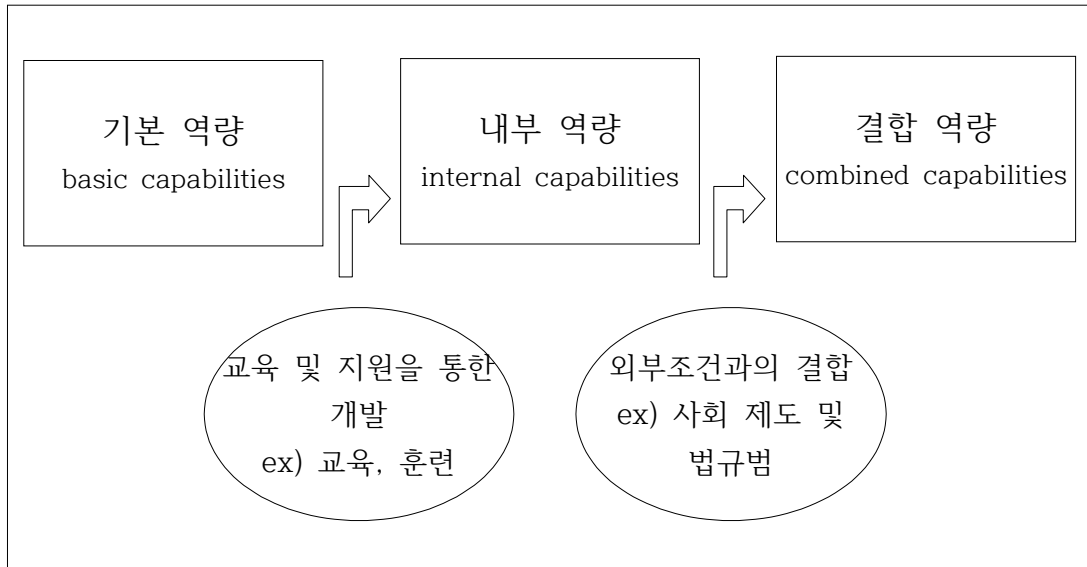 기본 역량
basic capabilities
내부 역량
internal capabilities
결합 역량
combined capabilities
교육 및 지원을 통한
개발
ex) 교육, 훈련
외부조건과의 결합
ex) 사회 제도 및
법규범